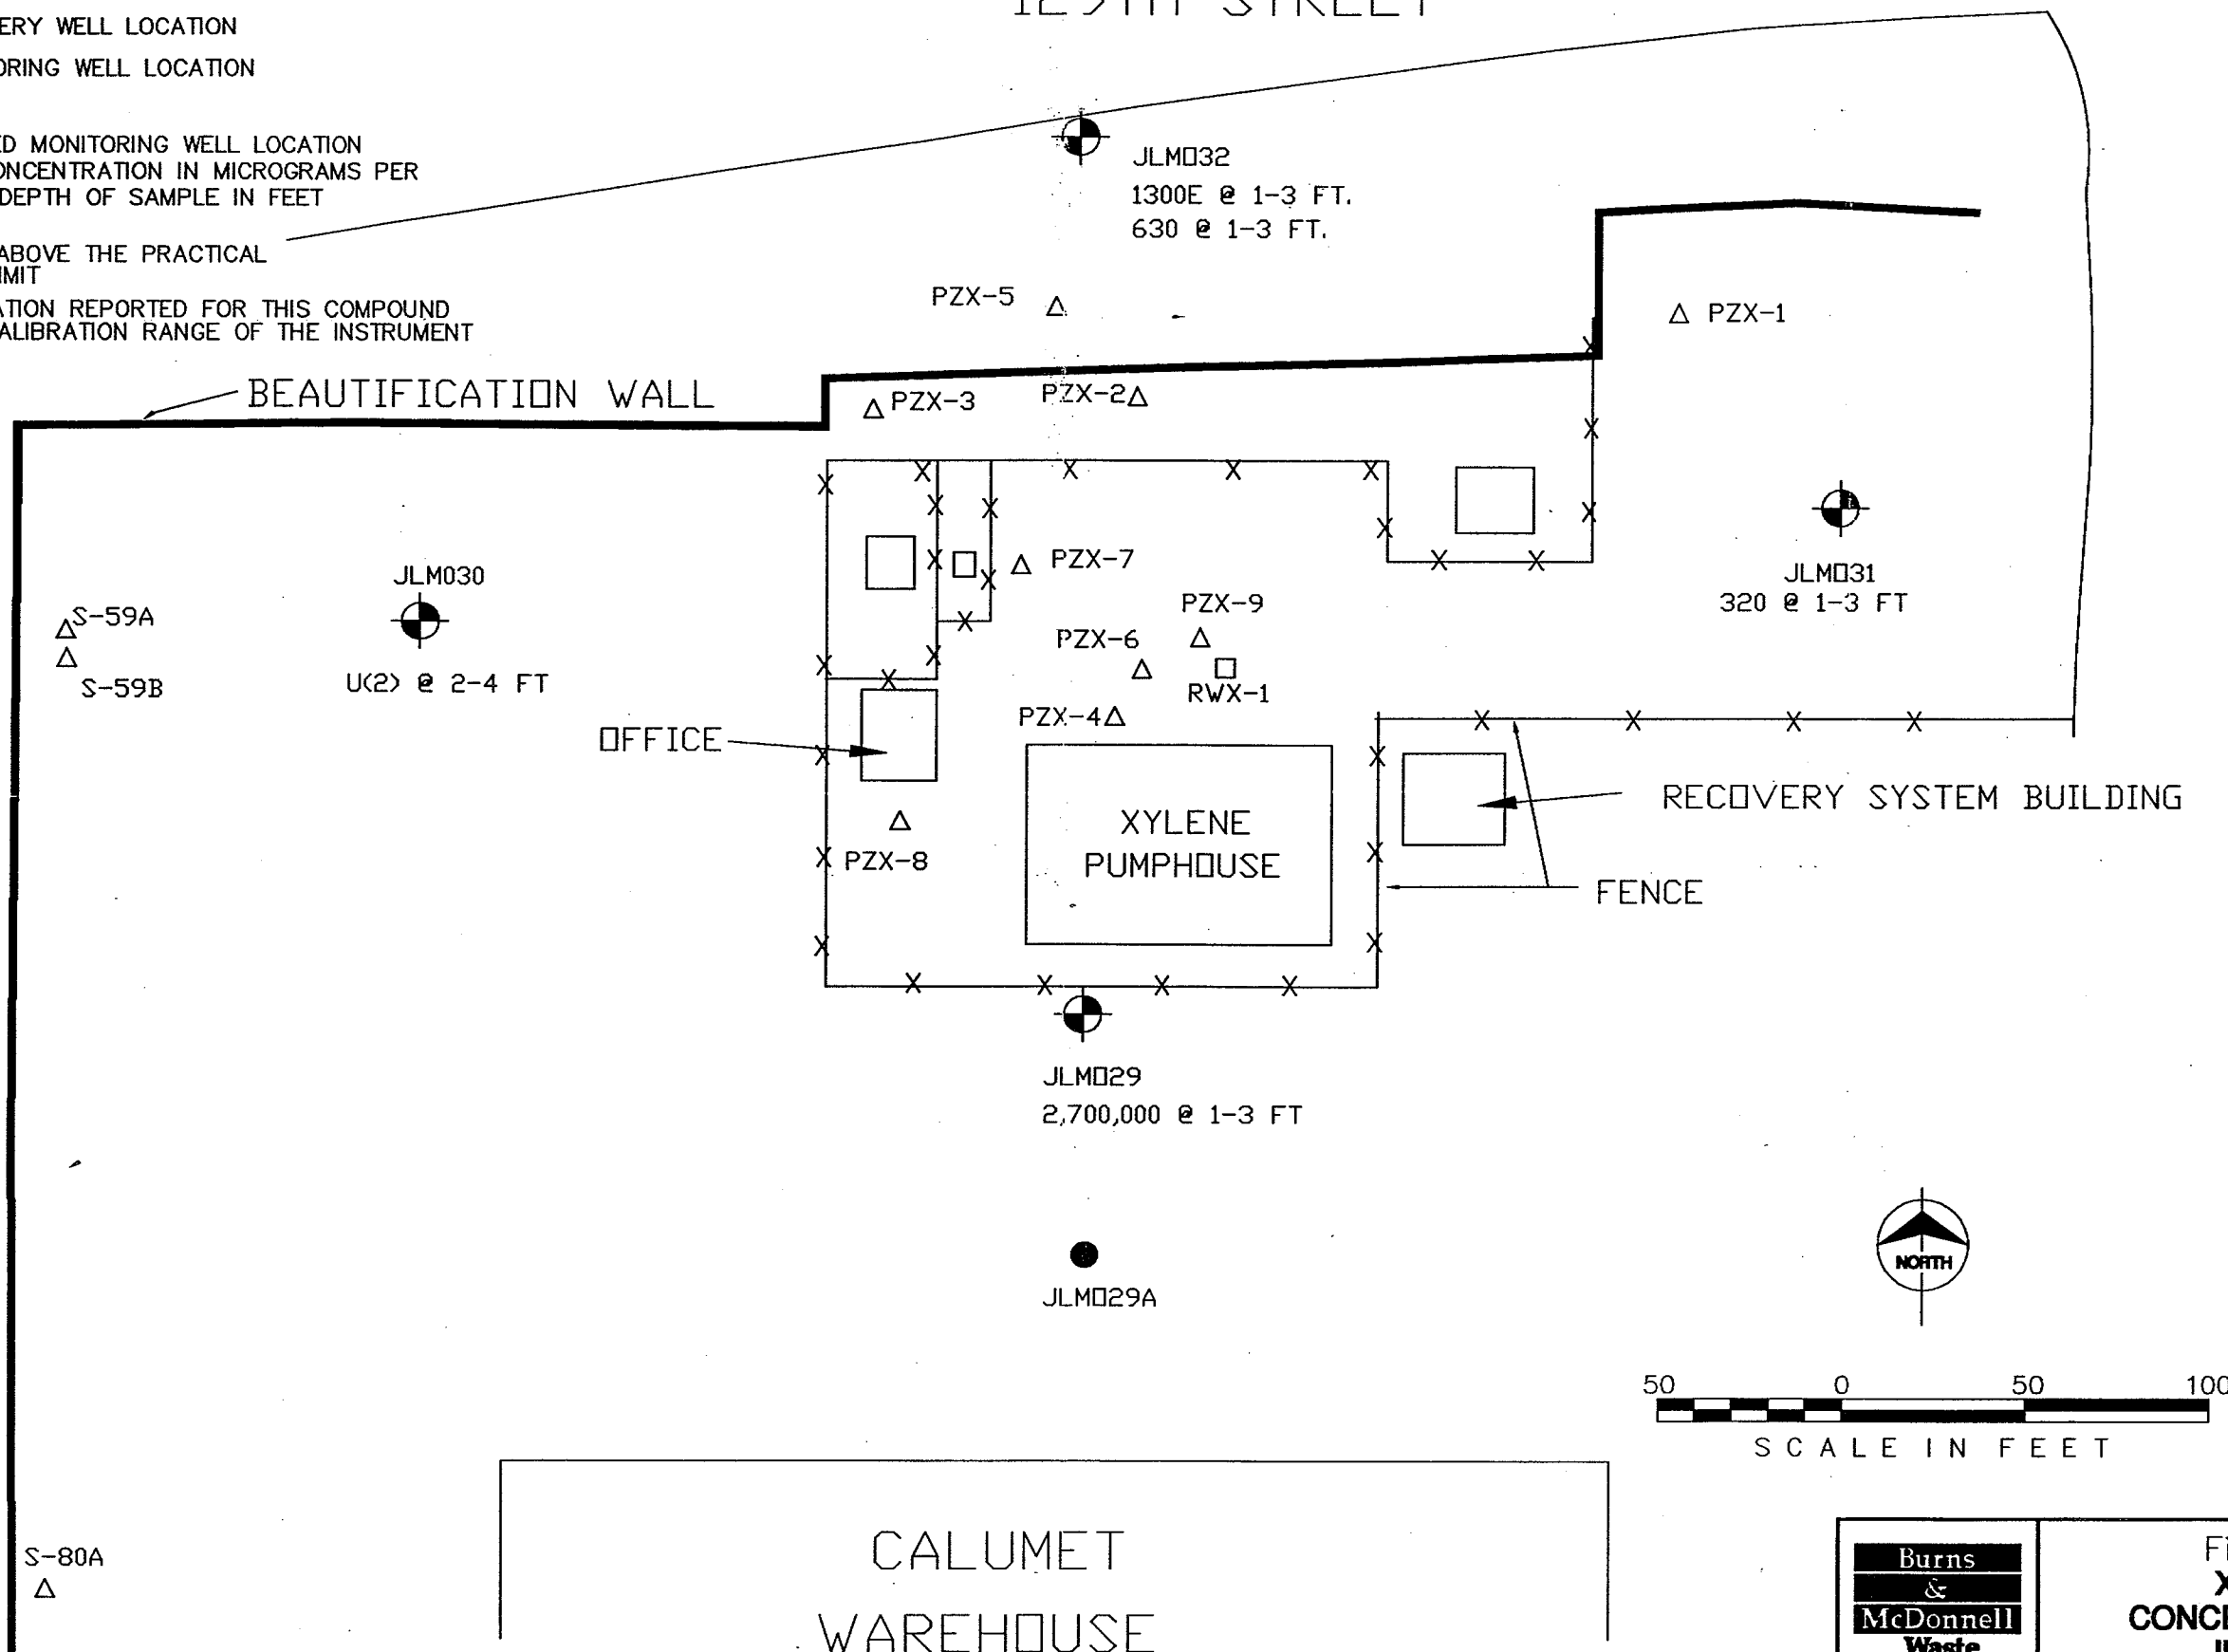 129TH STREET
ERY WELL LOCATION
ORING WELL LOCATION
ED MONITORING WELL LOCATION
ONCENTRATION IN MICROGRAMS PER
DEPTH OF SAMPLE IN FEET
ABOVE THE PRACTICAL
IMIT
ATION REPORTED FOR THIS COMPOUND
ALIBRATION RANGE OF THE INSTRUMENT
JLM032
1300E @ 1-3 FT.
630 @ 1-3 FT.
PZX-5
PZX-1
BEAUTIFICATION WALL
PZX-3
PZX-2
JLM030
U(2) @ 2-4 FT
S-59A
S-59B
PZX-7
PZX-9
PZX-6
RWX-1
PZX-4
JLM031
320 @ 1-3 FT
OFFICE
PZX-8
XYLENE
PUMPHOUSE
RECOVERY SYSTEM BUILDING
FENCE
JLM029
2,700,000 @ 1-3 FT
JLM029A
NORTH
50 0 50 100
SCALE IN FEET
CALUMET
WAREHOUSE
S-80A
Burns
&
McDonnell
Waste
Fi
X
CONC